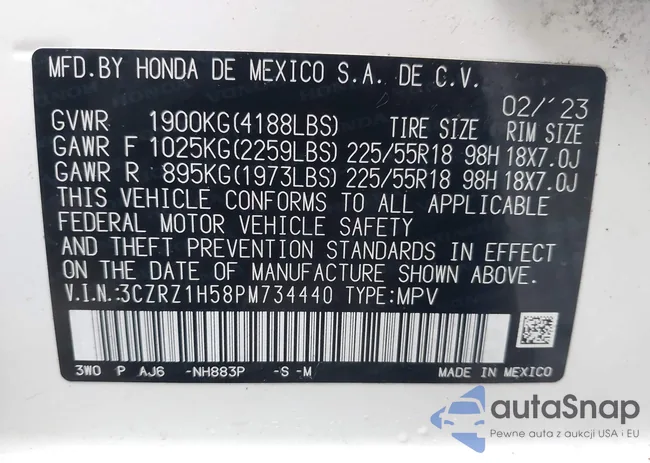 MFD.BY HONDA DE MEXICO S.A. DE C.V.
02/'23
GVWR 1900KG(4188LBS) TIRE SIZE RIM SIZE
GAWR F 1025KG(2259LBS) 225/55R18 98H 18X7.0J
GAWR R 895KG(1973LBS) 225/55R18 98H 18X7.0J
THIS VEHICLE CONFORMS TO ALL APPLICABLE
FEDERAL MOTOR VEHICLE SAFETY
AND THEFT PREVENTION STANDARDS IN EFFECT
ON THE DATE OF MANUFACTURE SHOWN ABOVE.
V.I.N:3CZRZ1H58PM734440 TYPE:MPV
3W0 P AJ6 -NH883P -S -M MADE IN MEXICO
autaSnap
Pewne auta z aukcji USA i EU